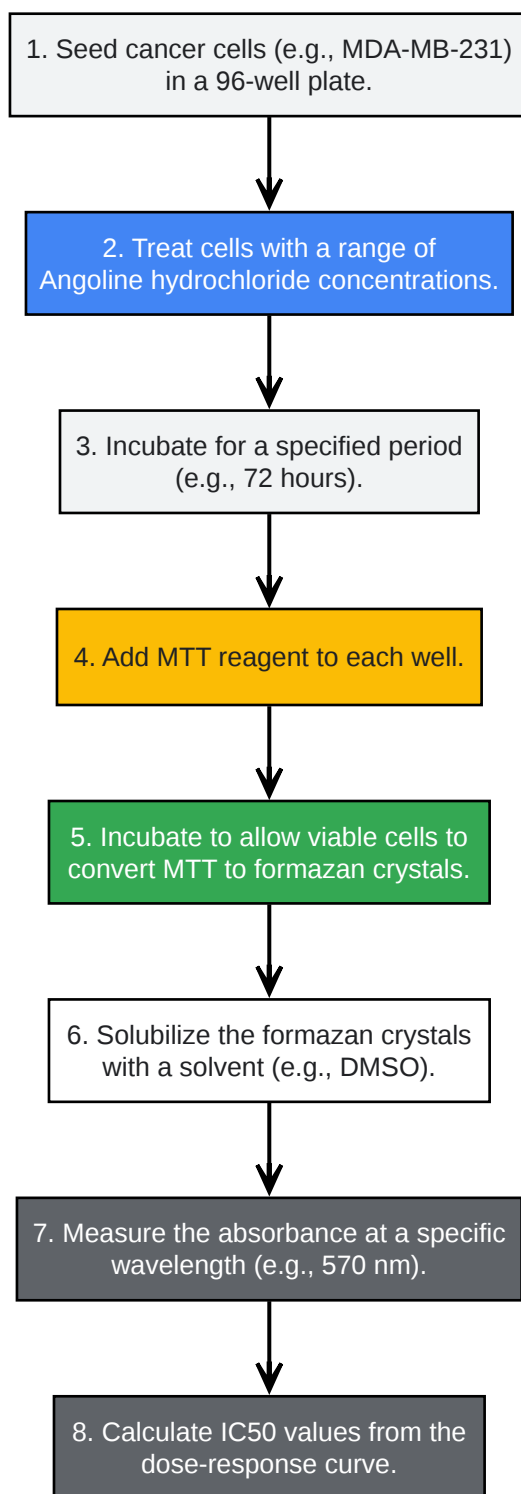 1. Seed cancer cells (e.g., MDA-MB-231)
in a 96-well plate.
2. Treat cells with a range of
Angoline hydrochloride concentrations.
3. Incubate for a specified period
(e.g., 72 hours).
4. Add MTT reagent to each well.
5. Incubate to allow viable cells to
convert MTT to formazan crystals.
6. Solubilize the formazan crystals
with a solvent (e.g., DMSO).
7. Measure the absorbance at a specific
wavelength (e.g., 570 nm).
8. Calculate IC50 values from the
dose-response curve.